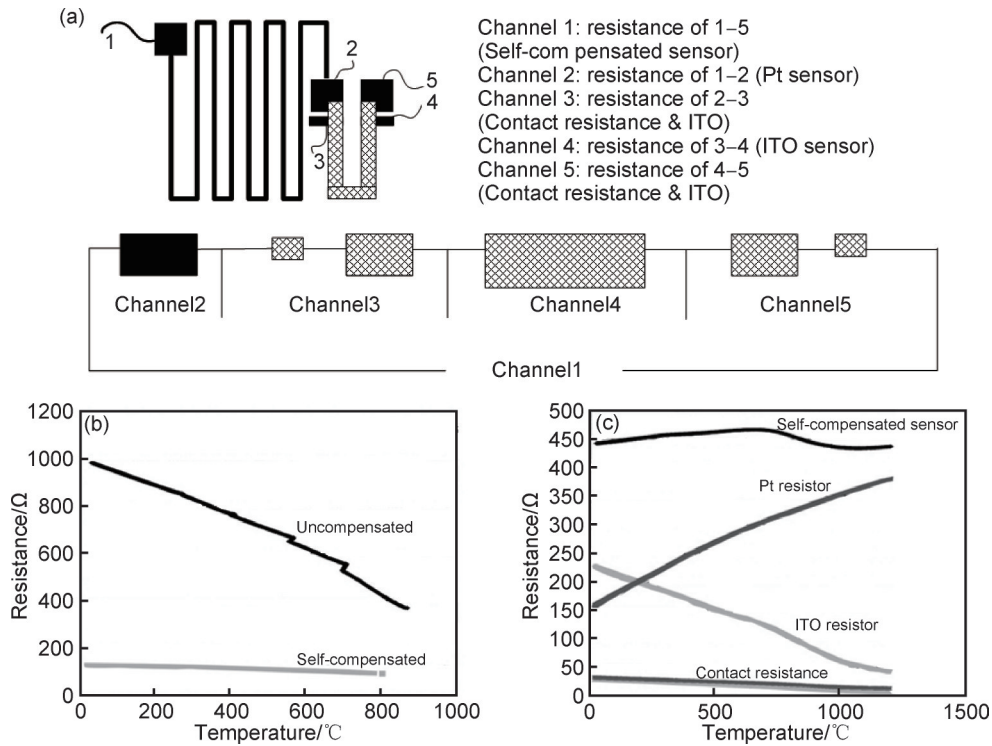 (a)
1
2
5
4
3
Channel 1: resistance of 1–5
(Self-com pensated sensor)
Channel 2: resistance of 1–2 (Pt sensor)
Channel 3: resistance of 2–3
(Contact resistance & ITO)
Channel 4: resistance of 3–4 (ITO sensor)
Channel 5: resistance of 4–5
(Contact resistance & ITO)
Channel2
Channel3
Channel4
Channel5
Channel1
(b)
1200
1000
800
600
400
200
0
Resistance/Ω
Uncompensated
Self-compensated
0
200
400
600
800
1000
Temperature/℃
(c)
500
450
400
350
300
250
200
150
100
50
0
Resistance/Ω
Self-compensated sensor
Pt resistor
ITO resistor
Contact resistance
0
500
1000
1500
Temperature/℃